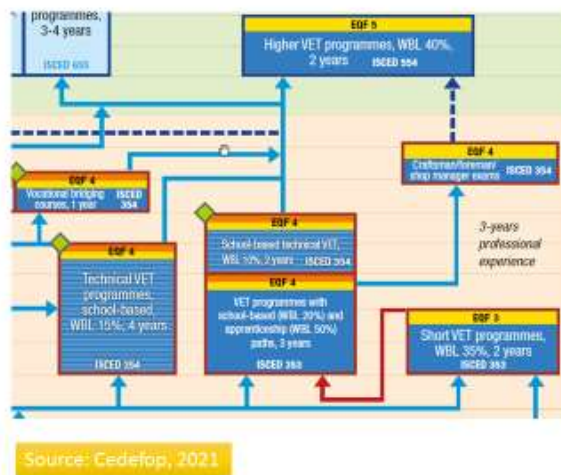 programmes,
3-4 years
ISCED 655
EQF 5
Higher VET programmes, WBL 40%,
2 years ISCED 554
EQF 4
Vocational bridging
courses, 1 year
ISCED
354
EQF 4
Craftsman/foreman/
shop manager exams
ISCED 354
3-years
professional
experience
EQF 4
School-based technical VET,
WBL 10%, 2 years ISCED 354
EQF 4
Technical VET
programmes,
school-based,
WBL 15%, 4 years
ISCED 354
EQF 4
VET programmes with
school-based (WBL 20%) and
apprenticeship (WBL 50%)
paths, 3 years
ISCED 353
EQF 3
Short VET programmes,
WBL 35%, 2 years
ISCED 353
Source: Cedefop, 2021